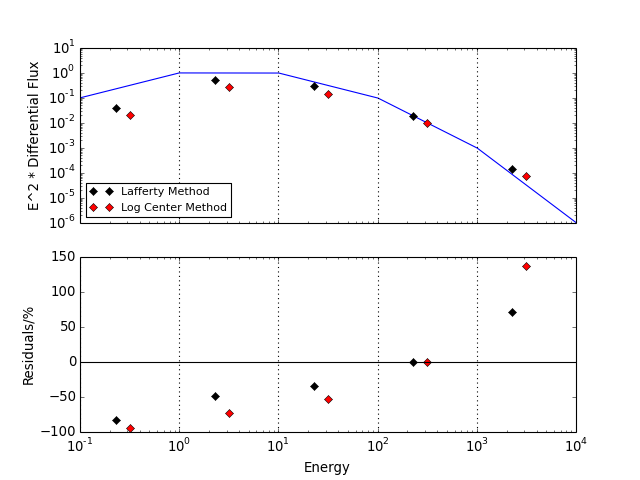 10^1
10^0
10^-1
10^-2
10^-3
10^-4
10^-5
10^-6
E^2 * Differential Flux
Lafferty Method
Log Center Method
150
100
50
0
−50
−100
Residuals/%
10^-1 10^0 10^1 10^2 10^3 10^4
Energy